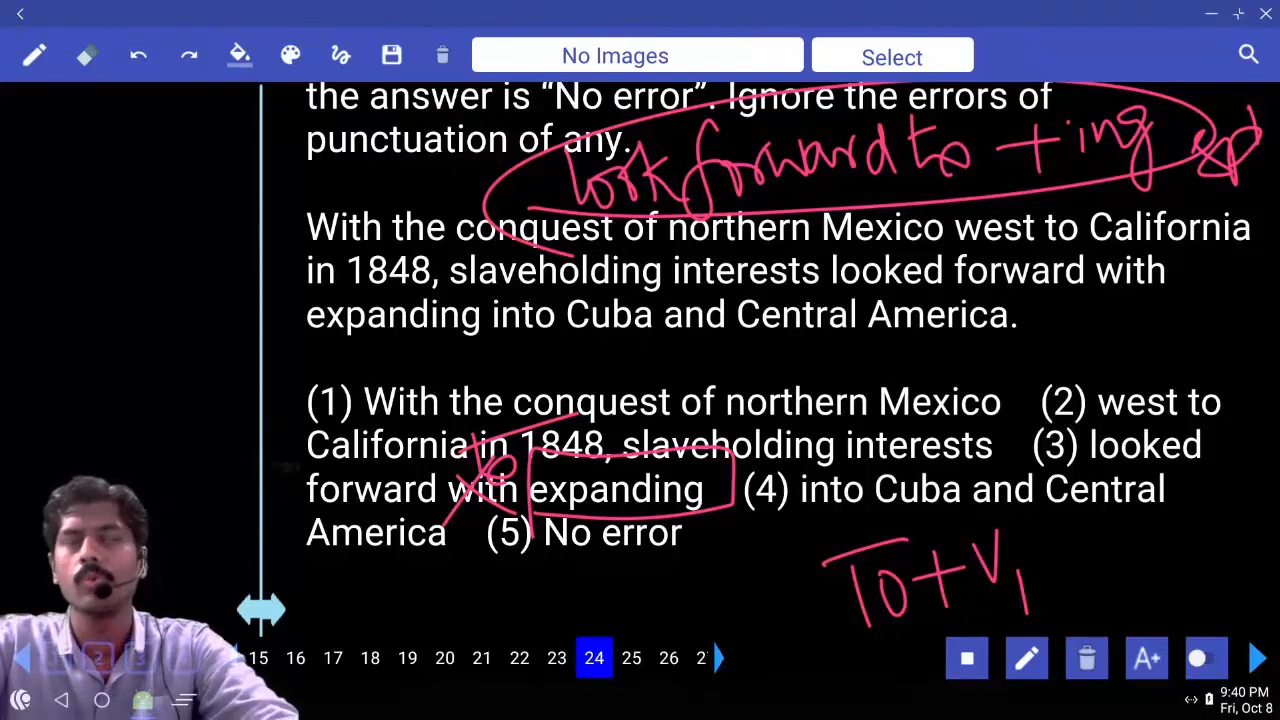 No Images
Select
the answer is “No error”. Ignore the errors of
punctuation of any.
look forward to + ing
With the conquest of northern Mexico west to California
in 1848, slaveholding interests looked forward with
expanding into Cuba and Central America.
(1) With the conquest of northern Mexico (2) west to
California in 1848, slaveholding interests (3) looked
to
forward with expanding (4) into Cuba and Central
America (5) No error
To + V1
15 16 17 18 19 20 21 22 23 24 25 26 2
A+
9:40 PM
Fri, Oct 8